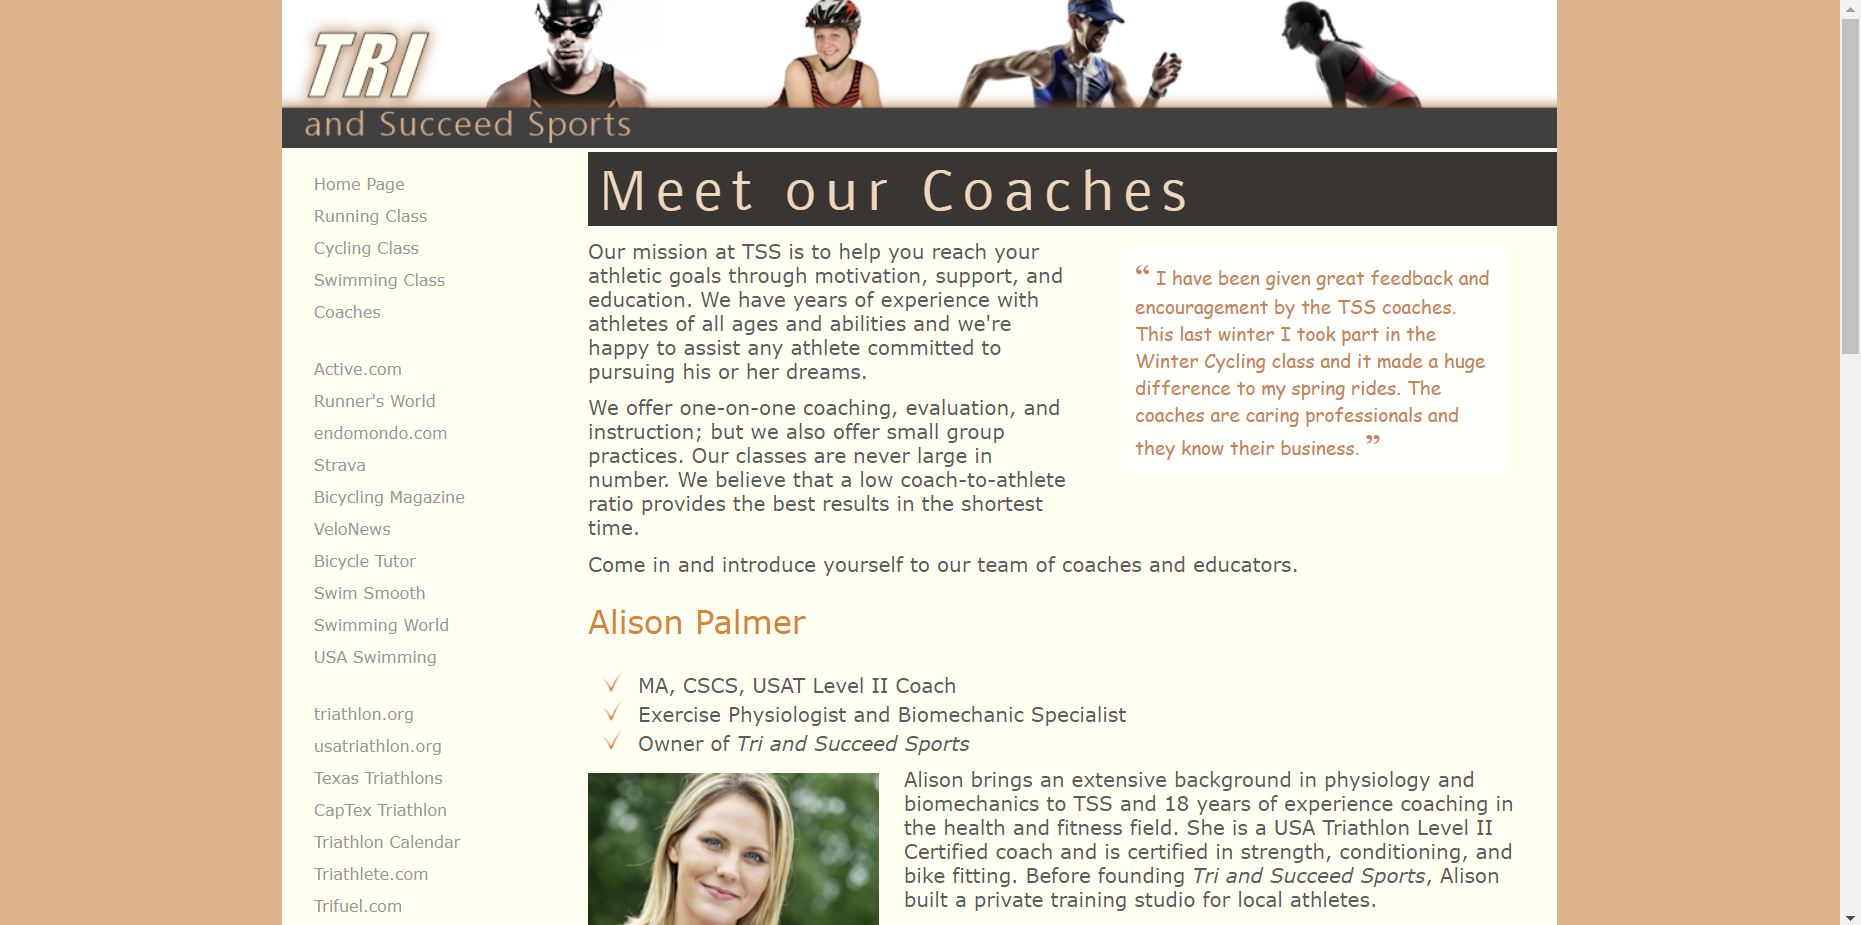 TRI
and Succeed Sports
Home Page
Running Class
Cycling Class
Swimming Class
Coaches
Active.com
Runner's World
endomondo.com
Strava
Bicycling Magazine
VeloNews
Bicycle Tutor
Swim Smooth
Swimming World
USA Swimming
triathlon.org
usatriathlon.org
Texas Triathlons
CapTex Triathlon
Triathlon Calendar
Triathlete.com
Trifuel.com
Meet our Coaches
Our mission at TSS is to help you reach your
athletic goals through motivation, support, and
education. We have years of experience with
athletes of all ages and abilities and we're
happy to assist any athlete committed to
pursuing his or her dreams.
We offer one-on-one coaching, evaluation, and
instruction; but we also offer small group
practices. Our classes are never large in
number. We believe that a low coach-to-athlete
ratio provides the best results in the shortest
time.
“ I have been given great feedback and
encouragement by the TSS coaches.
This last winter I took part in the
Winter Cycling class and it made a huge
difference to my spring rides. The
coaches are caring professionals and
they know their business. ”
Come in and introduce yourself to our team of coaches and educators.
Alison Palmer
MA, CSCS, USAT Level II Coach
Exercise Physiologist and Biomechanic Specialist
Owner of Tri and Succeed Sports
Alison brings an extensive background in physiology and
biomechanics to TSS and 18 years of experience coaching in
the health and fitness field. She is a USA Triathlon Level II
Certified coach and is certified in strength, conditioning, and
bike fitting. Before founding Tri and Succeed Sports, Alison
built a private training studio for local athletes.